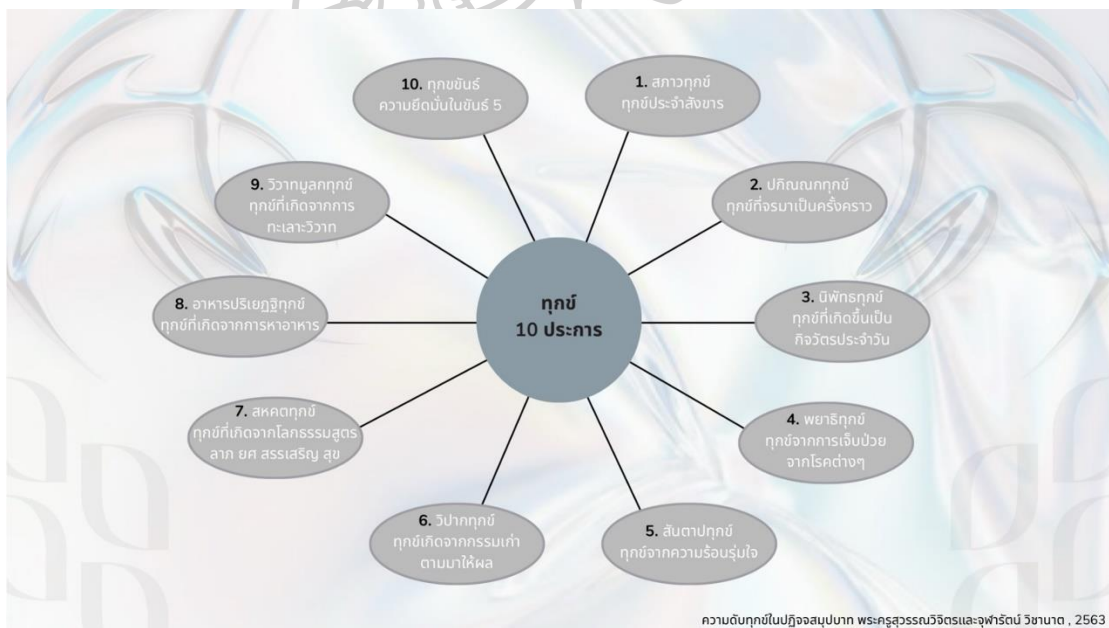 ทุกข์
10 ประการ
1. สภาวทุกข์
ทุกข์ประจำสังขาร
2. ปกิณณกทุกข์
ทุกข์ที่จรมาเป็นครั้งคราว
3. นิพัทธทุกข์
ทุกข์ที่เกิดขึ้นเป็น
กิจวัตรประจำวัน
4. พยาธิทุกข์
ทุกข์จากการเจ็บป่วย
จากโรคต่างๆ
5. สันตาปทุกข์
ทุกข์จากความร้อนรุ่มใจ
6. วิปากทุกข์
ทุกข์เกิดจากกรรมเก่า
ตามมาให้ผล
7. สหคตทุกข์
ทุกข์ที่เกิดจากโลกธรรมสูตร
ลาภ ยศ สรรเสริญ สุข
8. อาหารปริเยฏฐิทุกข์
ทุกข์ที่เกิดจากการหาอาหาร
9. วิวาทมูลกทุกข์
ทุกข์ที่เกิดจากการ
ทะเลาะวิวาท
10. ทุกขขันธ์
ความยึดมั่นในขันธ์ 5
ความดับทุกข์ในปฏิจจสมุปบาท พระครูสุวรรณวิจิตรและจุฬารัตน์ วิชานาต , 2563